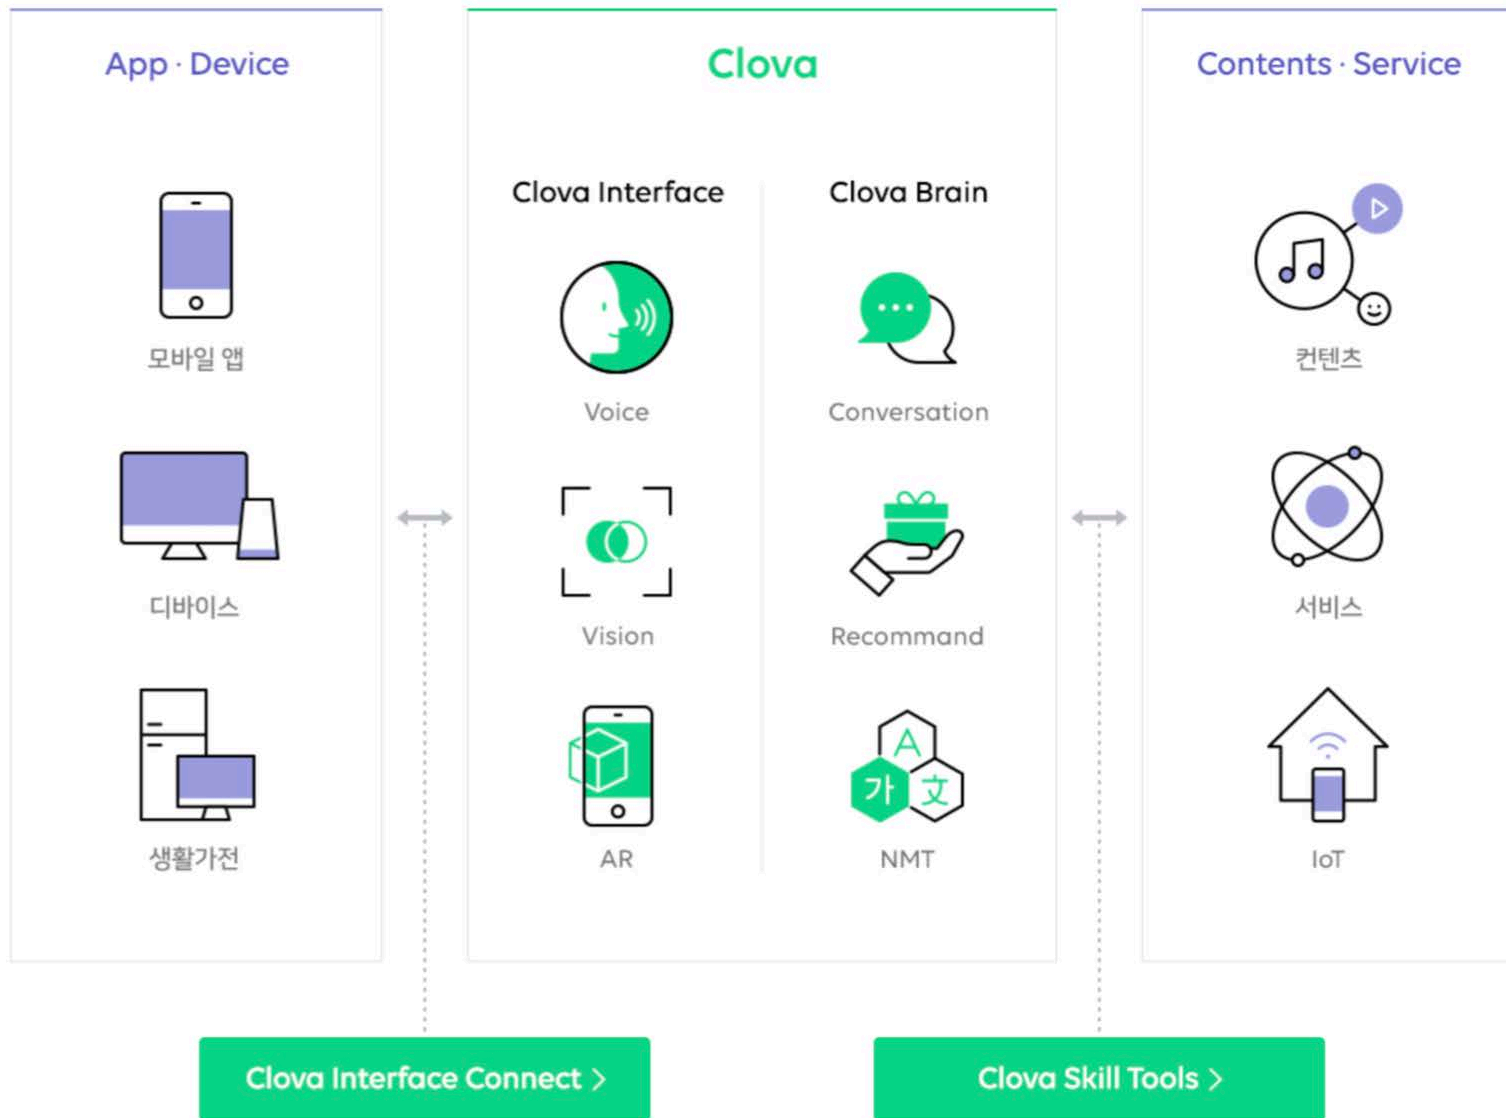 App · Device
모바일 앱
디바이스
생활가전
Clova
Clova Interface
Voice
Vision
AR
Clova Brain
Conversation
Recommand
A
가
文
NMT
Contents · Service
컨텐츠
서비스
IoT
Clova Interface Connect >
Clova Skill Tools >